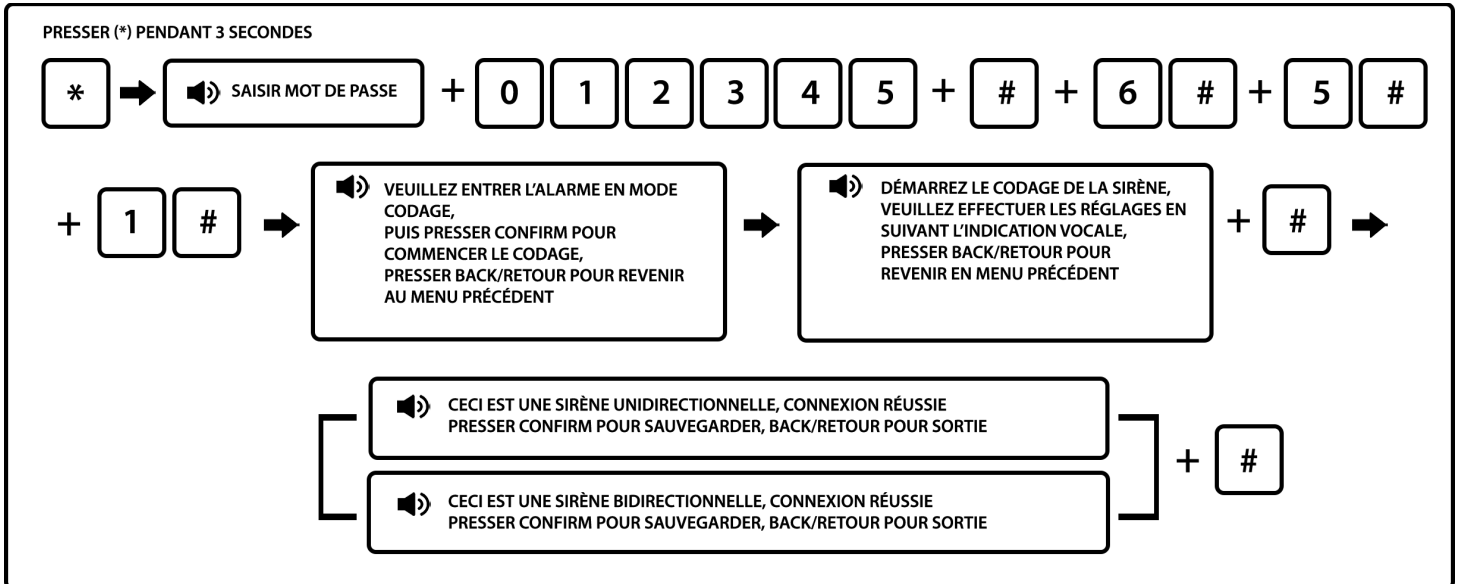 PRESSER (*) PENDANT 3 SECONDES
* SAISIR MOT DE PASSE + 0 1 2 3 4 5 + # + 6 # + 5 #
+ 1 #
VEUILLEZ ENTRER L'ALARME EN MODE
CODAGE,
PUIS PRESSER CONFIRM POUR
COMMENCER LE CODAGE,
PRESSER BACK/RETOUR POUR REVENIR
AU MENU PRÉCÉDENT
DÉMARREZ LE CODAGE DE LA SIRÈNE,
VEUILLEZ EFFECTUER LES RÉGLAGES EN
SUIVANT L'INDICATION VOCALE,
PRESSER BACK/RETOUR POUR
REVENIR EN MENU PRÉCÉDENT
+ #
CECI EST UNE SIRÈNE UNIDIRECTIONNELLE, CONNEXION RÉUSSIE
PRESSER CONFIRM POUR SAUVEGARDER, BACK/RETOUR POUR SORTIE
CECI EST UNE SIRÈNE BIDIRECTIONNELLE, CONNEXION RÉUSSIE
PRESSER CONFIRM POUR SAUVEGARDER, BACK/RETOUR POUR SORTIE
+ #